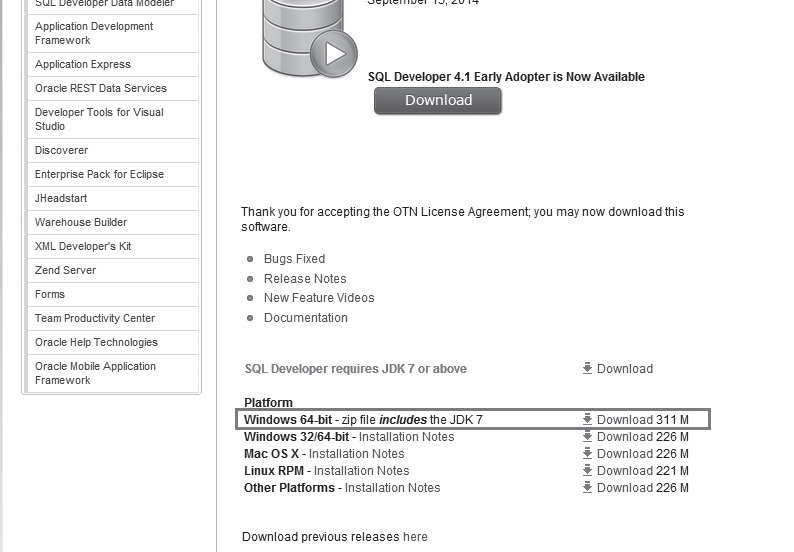 SQL Developer Data Modeler
Application Development
Framework
Application Express
Oracle REST Data Services
Developer Tools for Visual
Studio
Discoverer
Enterprise Pack for Eclipse
JHeadstart
Warehouse Builder
XML Developer's Kit
Zend Server
Forms
Team Productivity Center
Oracle Help Technologies
Oracle Mobile Application
Framework
September 15, 2014
SQL Developer 4.1 Early Adopter is Now Available
Download
Thank you for accepting the OTN License Agreement; you may now download this
software.
Bugs Fixed
Release Notes
New Feature Videos
Documentation
SQL Developer requires JDK 7 or above Download
Platform
Windows 64-bit - zip file includes the JDK 7 Download 311 M
Windows 32/64-bit - Installation Notes Download 226 M
Mac OS X - Installation Notes Download 226 M
Linux RPM - Installation Notes Download 221 M
Other Platforms - Installation Notes Download 226 M
Download previous releases here